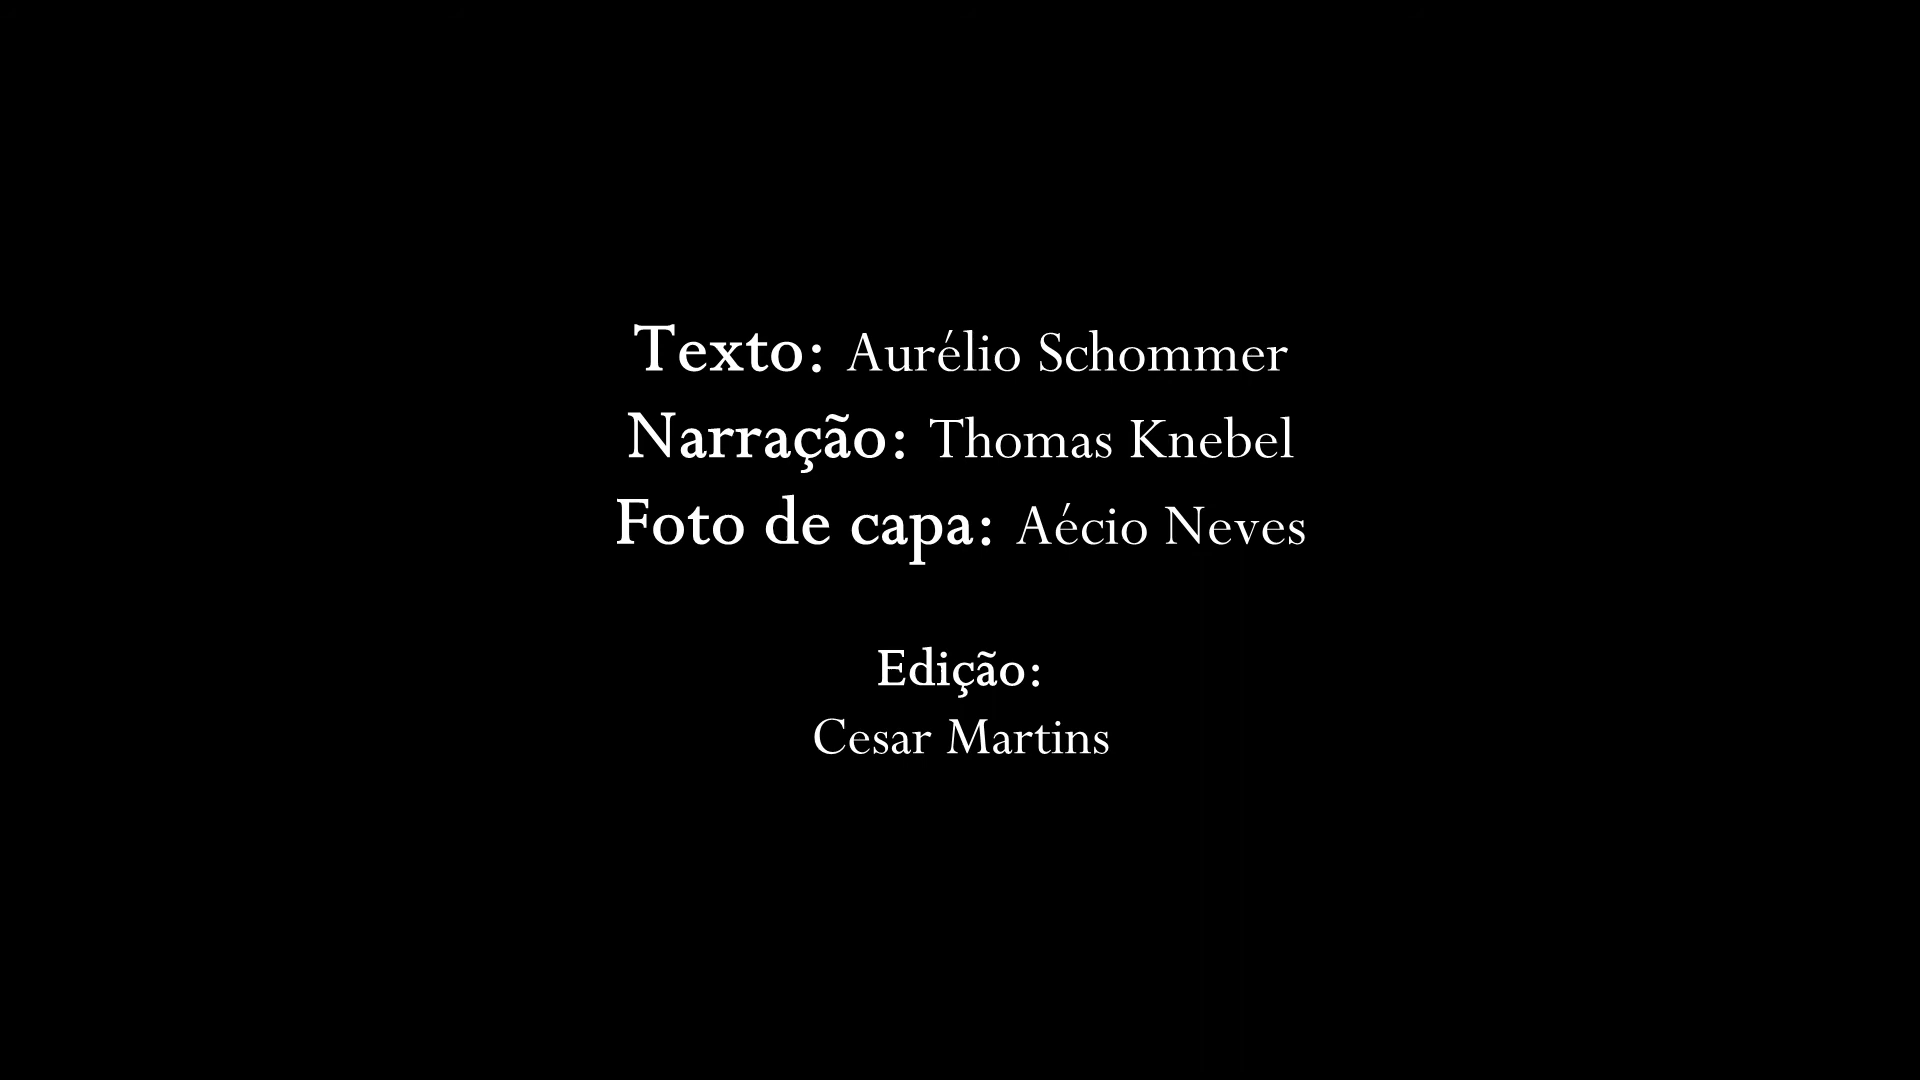 Texto: Aurélio Schommer
Narração: Thomas Knebel
Foto de capa: Aécio Neves
Edição:
Cesar Martins